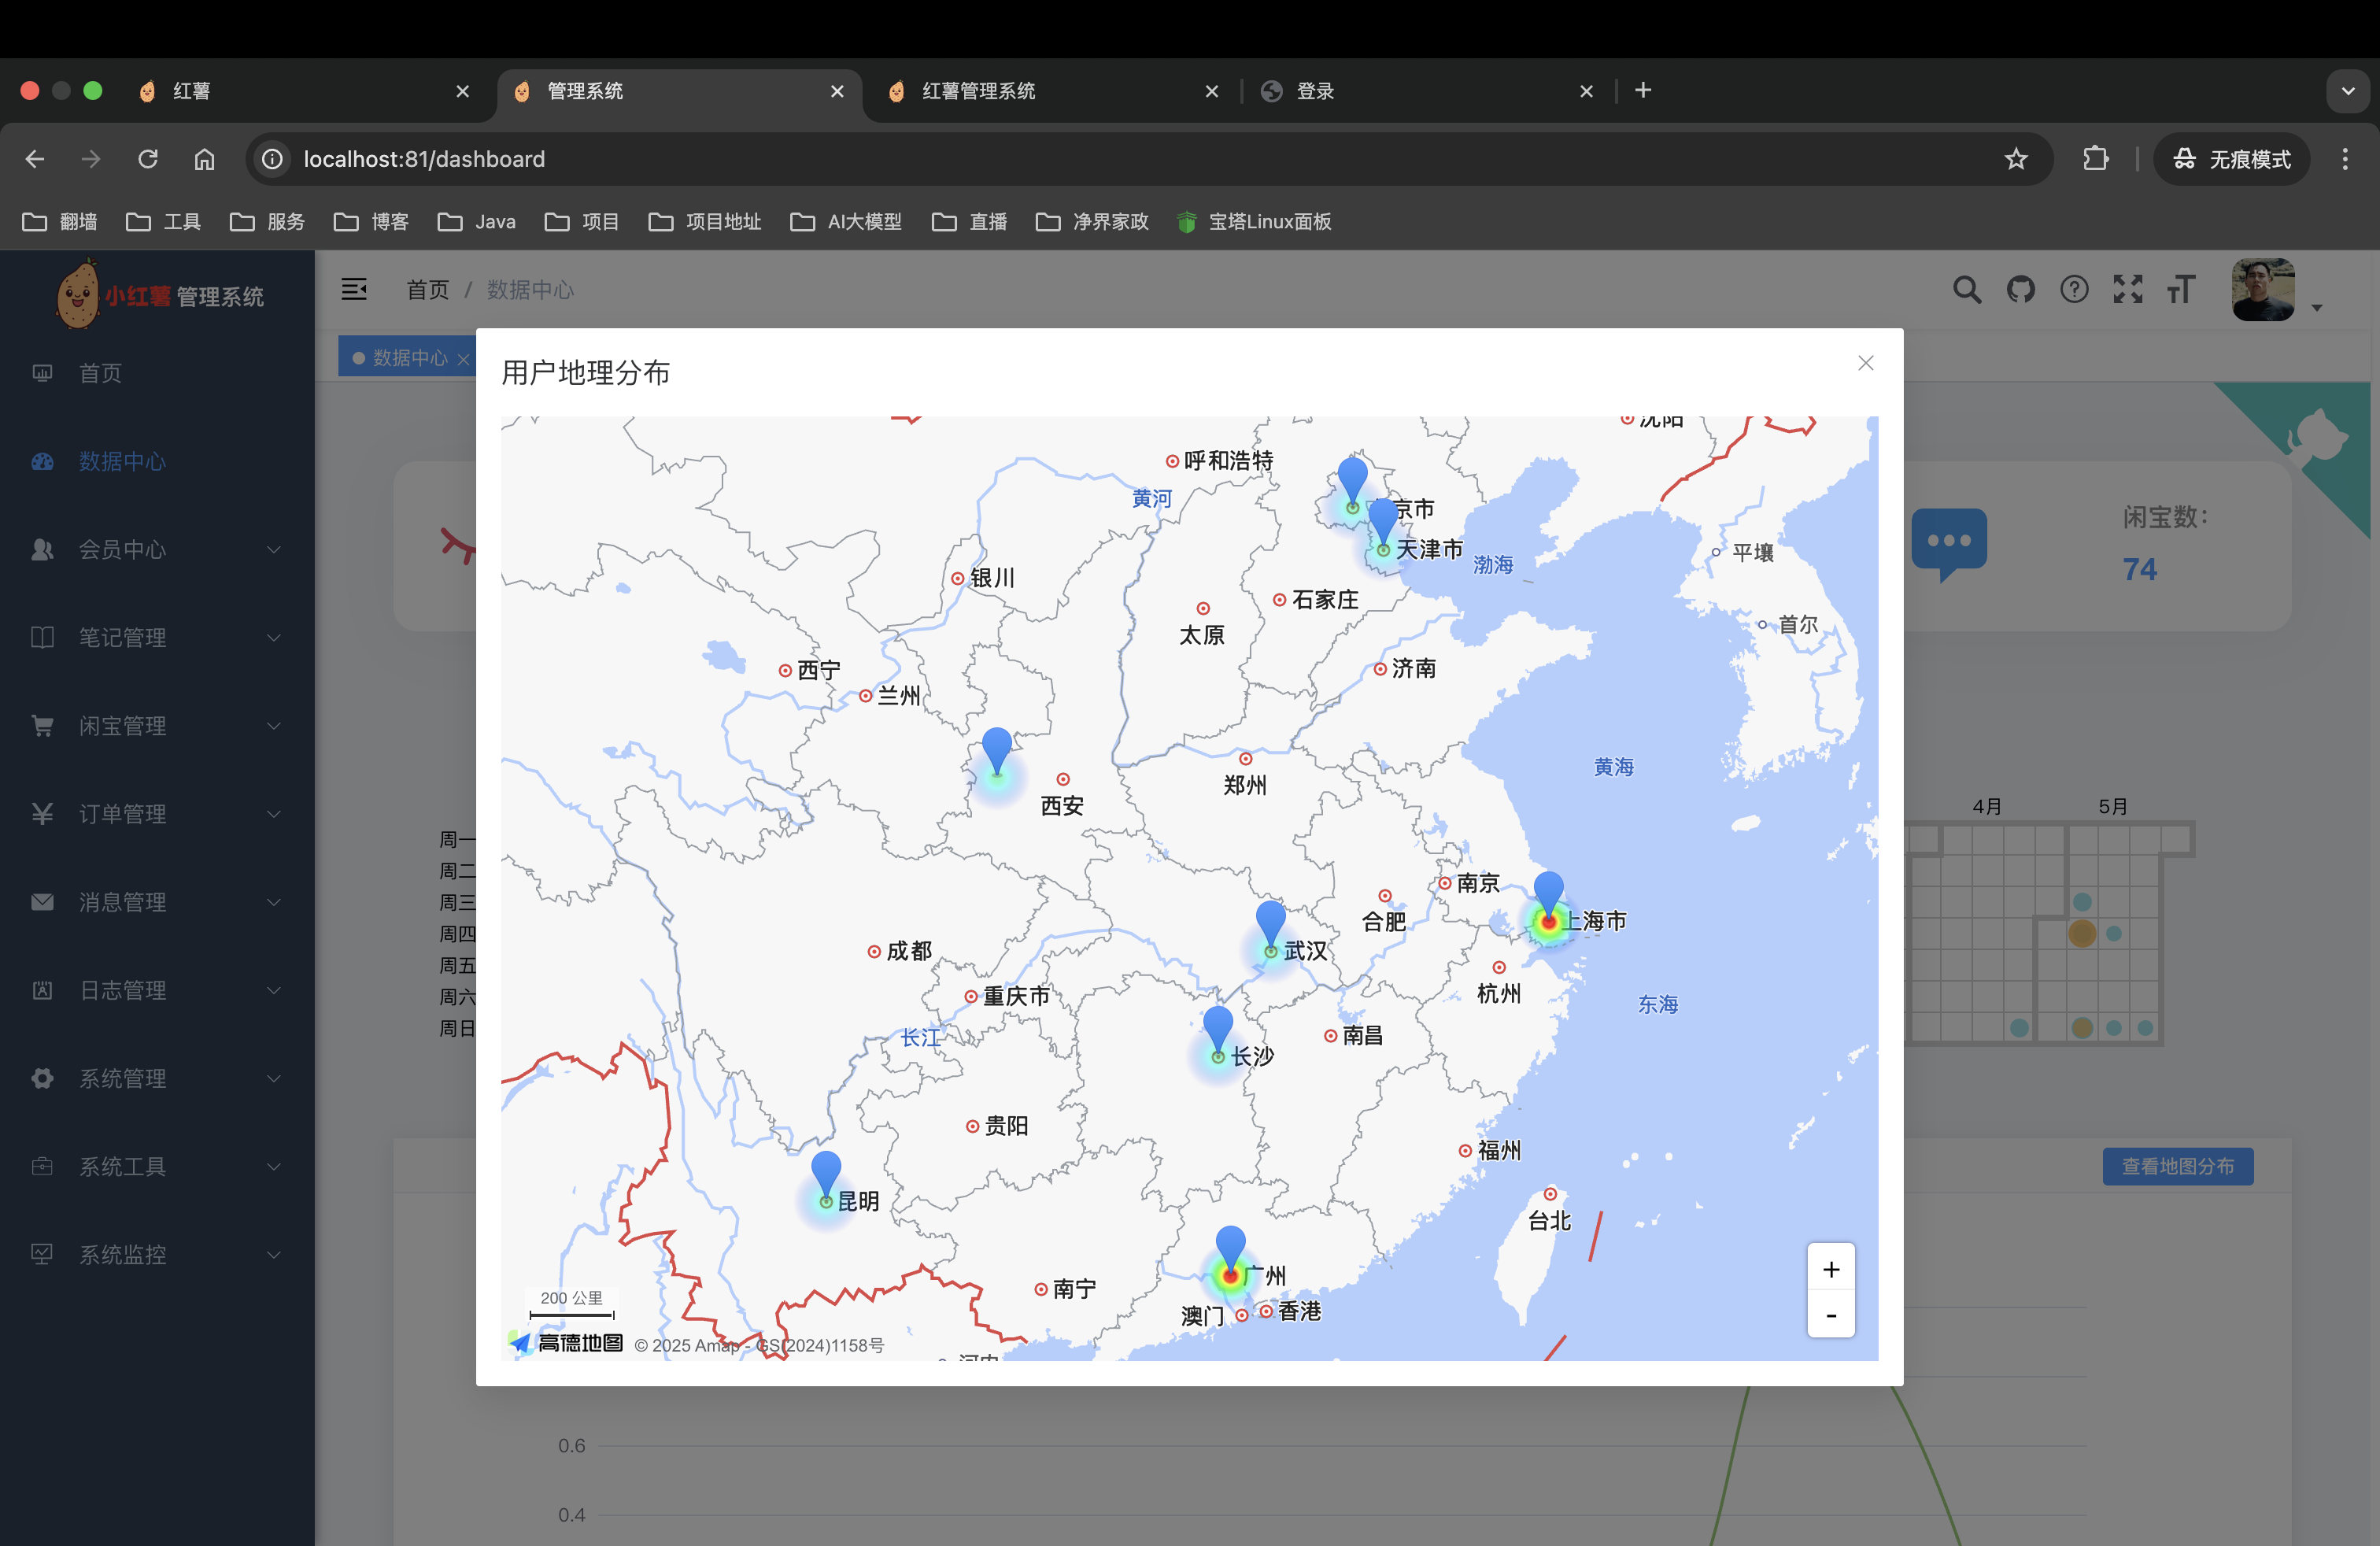 红薯
管理系统
红薯管理系统
登录
localhost:81/dashboard
无痕模式
翻墙
工具
服务
博客
Java
项目
项目地址
AI大模型
直播
净界家政
宝塔Linux面板
小红薯 管理系统
首页 / 数据中心
首页
数据中心
会员中心
笔记管理
闲宝管理
订单管理
消息管理
日志管理
系统管理
系统工具
系统监控
数据中心
用户地理分布
沈阳
呼和浩特
黄河
京市
天津市
渤海
平壤
银川
石家庄
首尔
太原
西宁
济南
兰州
黄海
郑州
西安
南京
合肥
上海市
成都
武汉
杭州
重庆市
东海
长江
南昌
长沙
贵阳
福州
昆明
台北
广州
南宁
澳门
香港
200 公里
高德地图
© 2025 Amap - GS(2024)1158号
+
-
闲宝数:
74
4月
5月
周一
周二
周三
周四
周五
周六
周日
查看地图分布
0.6
0.4